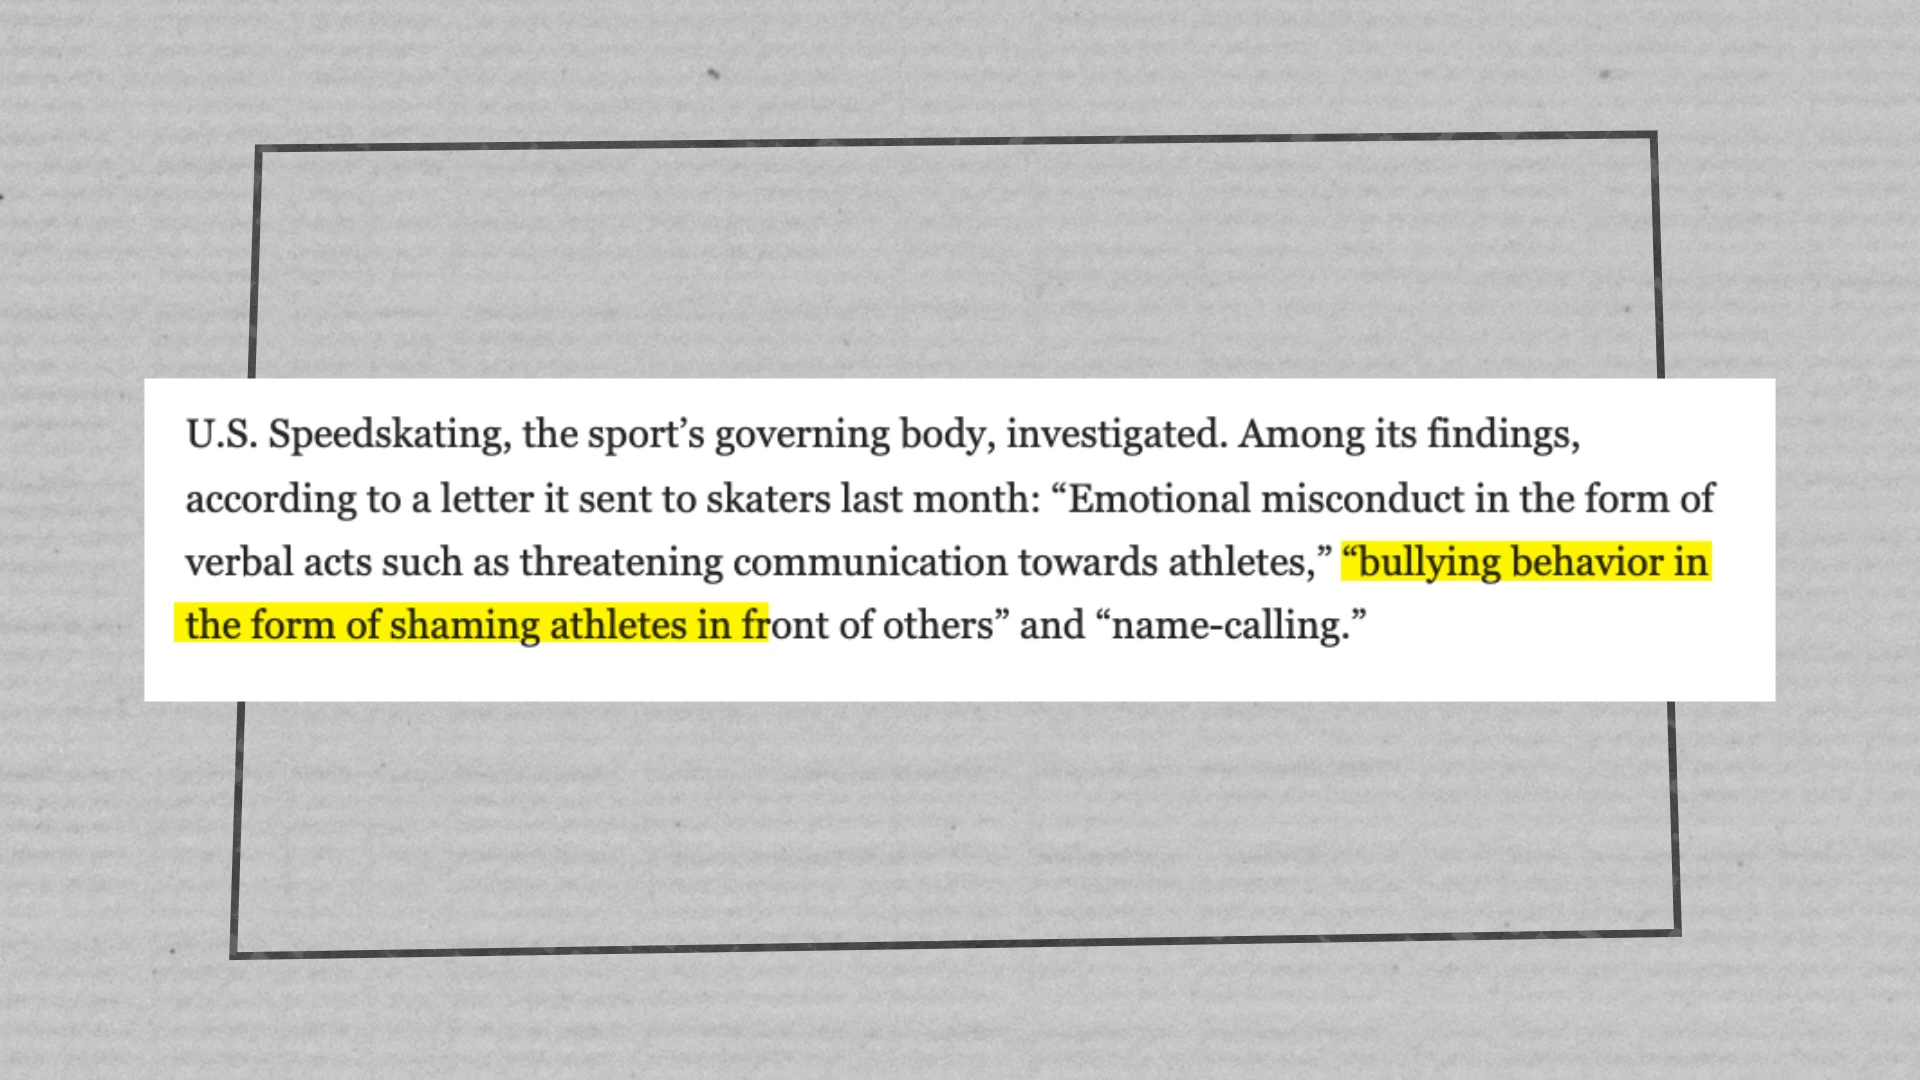 U.S. Speedskating, the sport’s governing body, investigated. Among its findings,
according to a letter it sent to skaters last month: “Emotional misconduct in the form of
verbal acts such as threatening communication towards athletes,” “bullying behavior in
the form of shaming athletes in front of others” and “name-calling.”